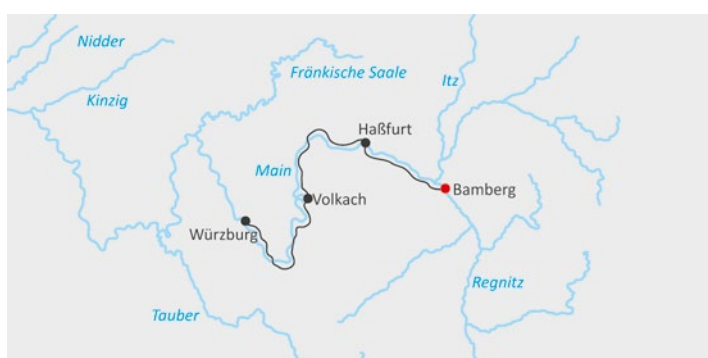 Nidder
Kinzig
Fränkische Saale
Itz
Haßfurt
Main
Volkach
Bamberg
Würzburg
Regnitz
Tauber